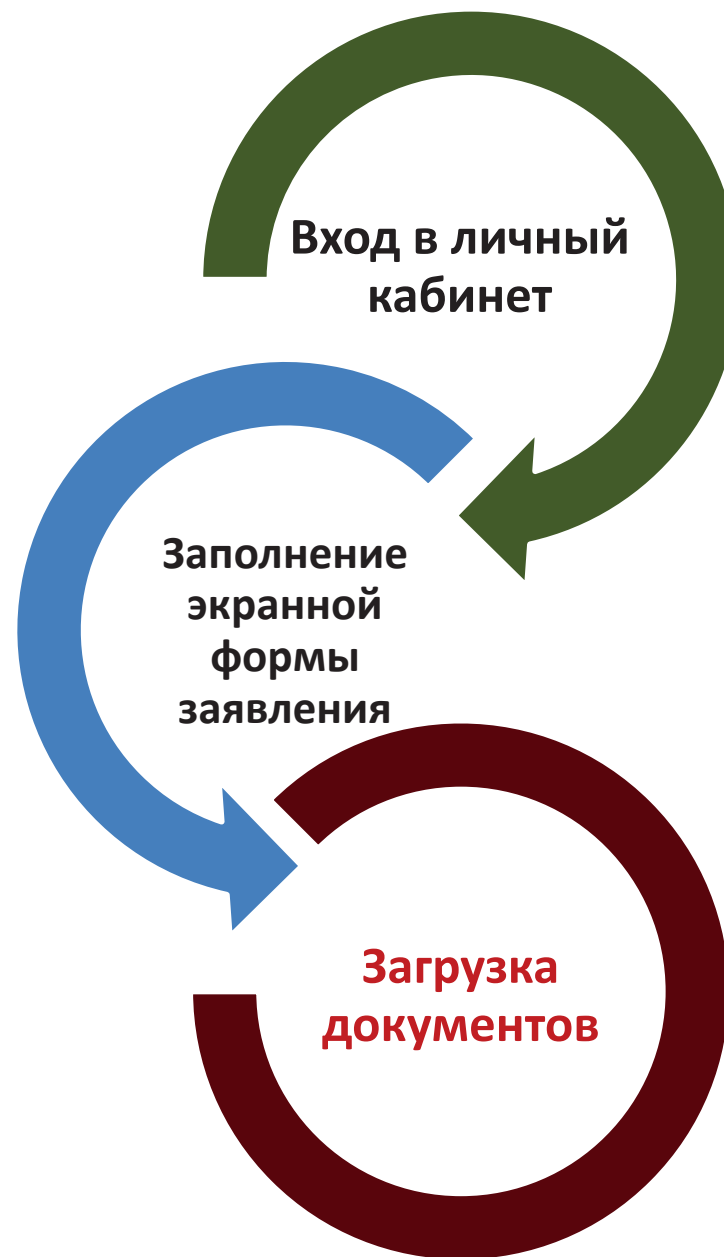 Вход в личный
кабинет
Заполнение
экранной
формы
заявления
Загрузка
документов